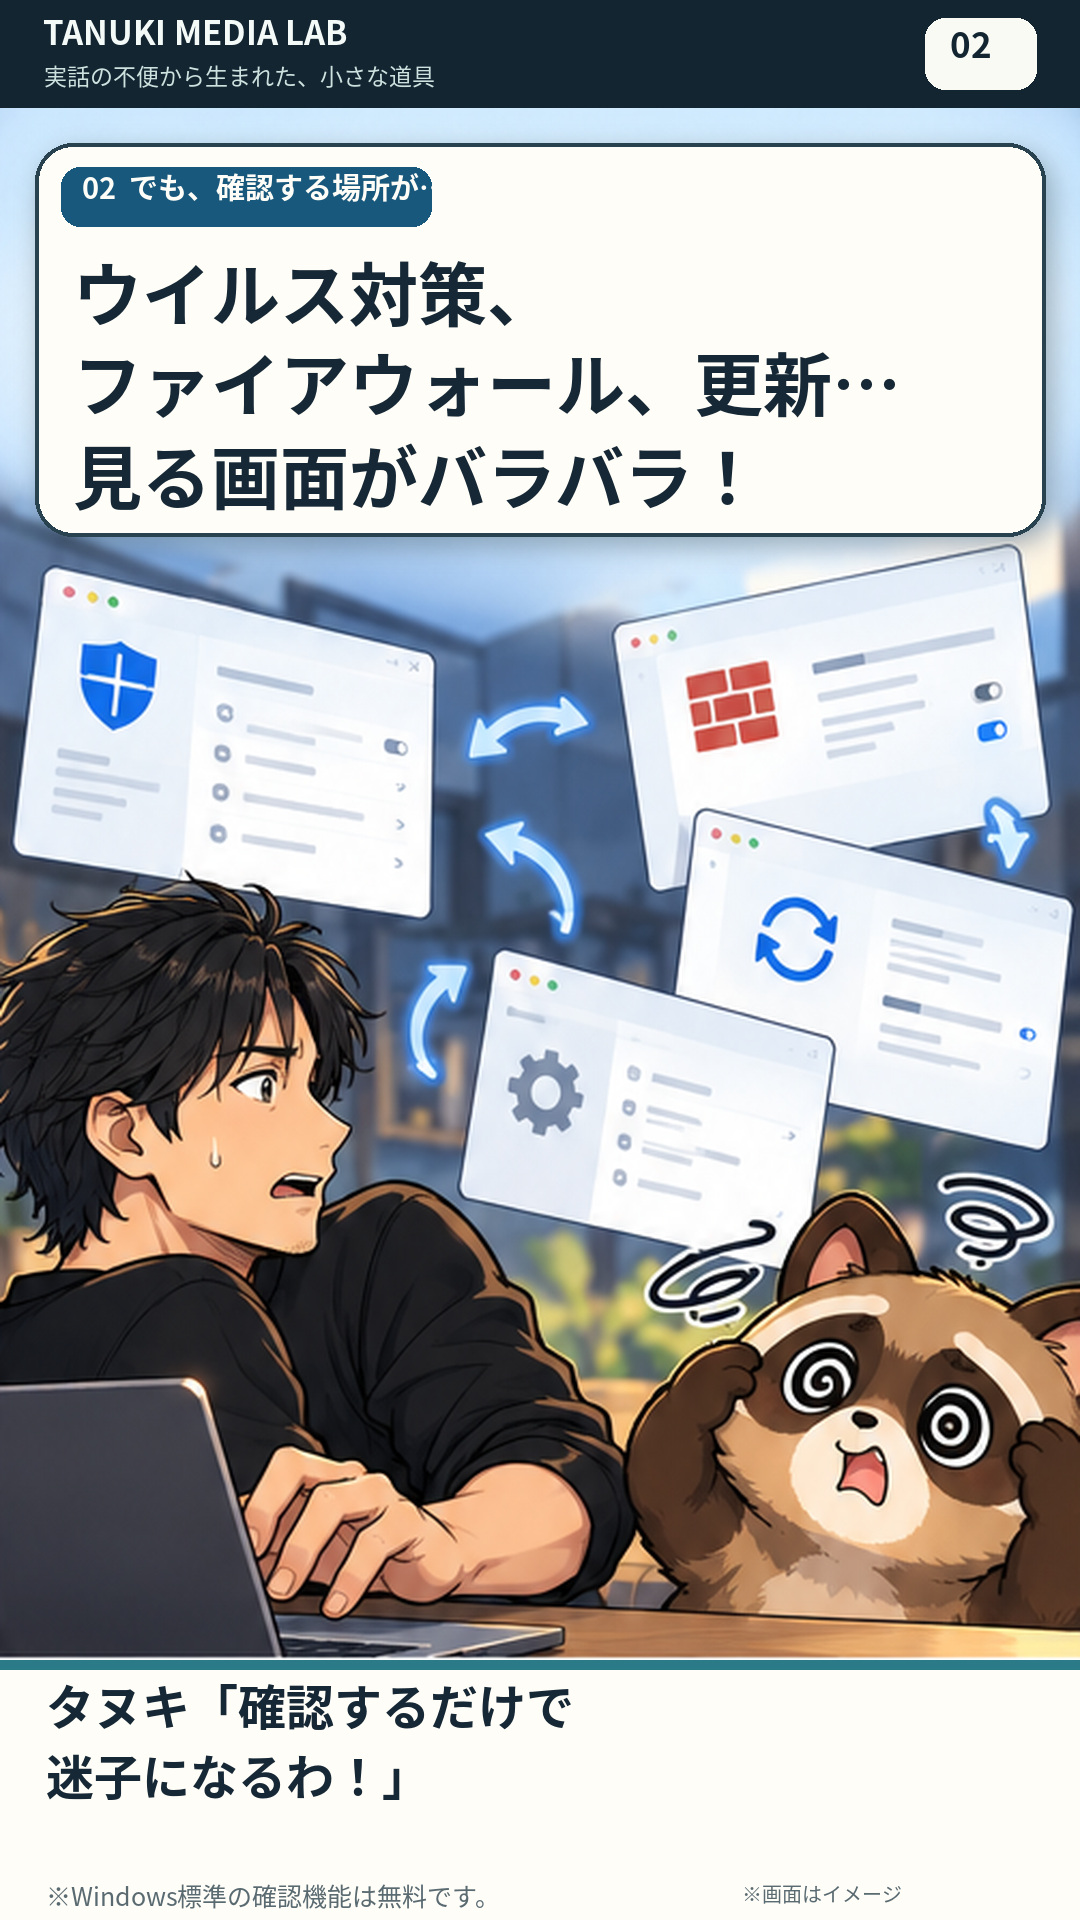 TANUKI MEDIA LAB
実話の不便から生まれた、小さな道具
02
02 でも、確認する場所が…
ウイルス対策、
ファイアウォール、更新…
見る画面がバラバラ！
タヌキ「確認するだけで
迷子になるわ！」
※Windows標準の確認機能は無料です。
※画面はイメージ